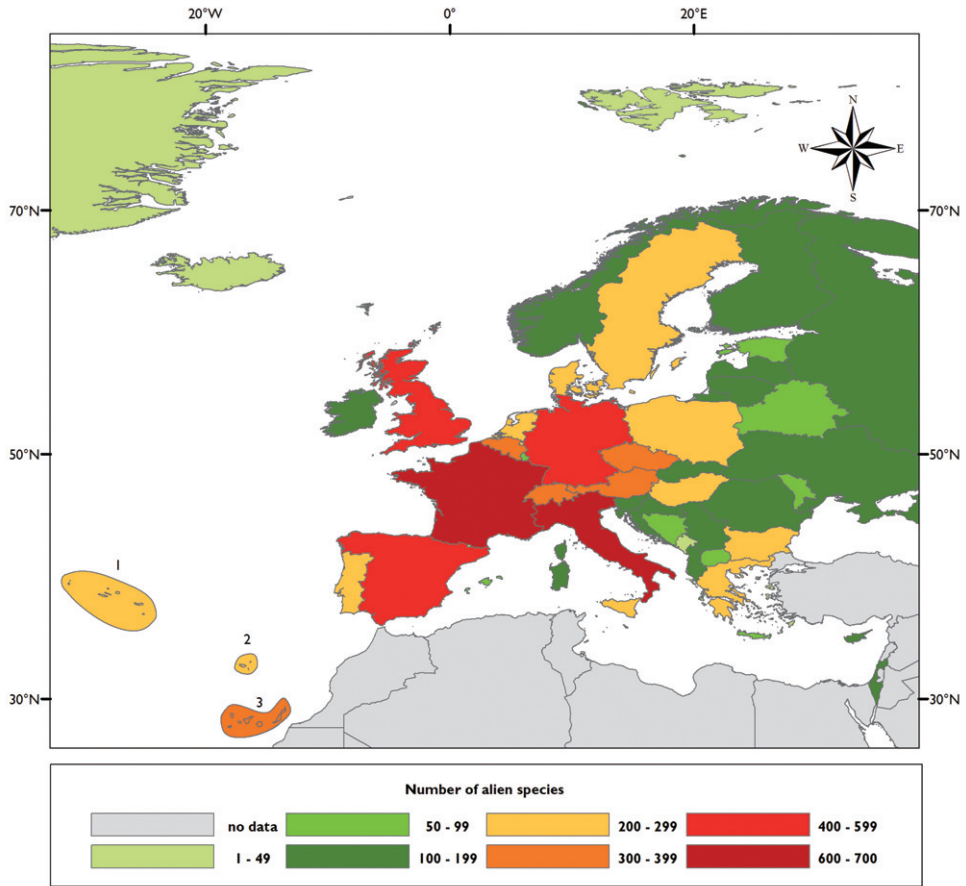 20°W 0° 20°E
N
W E
S
70°N 70°N
50°N 50°N
1
2
3
30°N 30°N
Number of alien species
no data 50 - 99 200 - 299 400 - 599
1 - 49 100 - 199 300 - 399 600 - 700